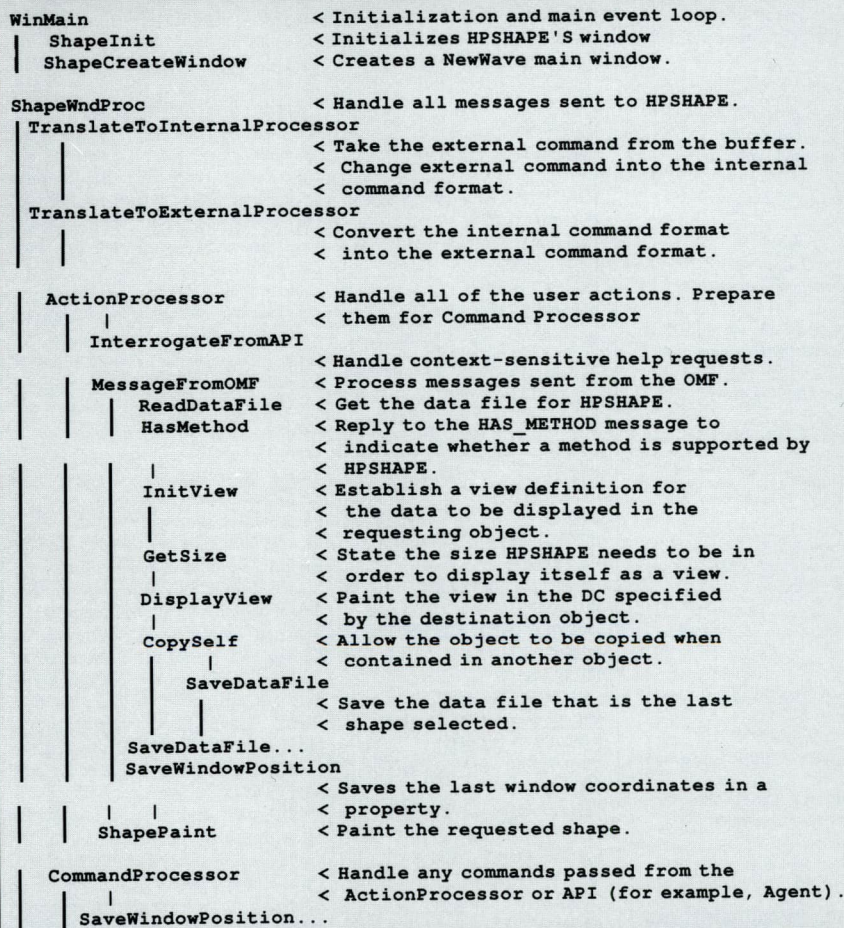 WinMain < Initialization and main event loop.
ShapeInit < Initializes HPSHAPE'S window
ShapeCreateWindow < Creates a NewWave main window.
ShapeWndProc < Handle all messages sent to HPSHAPE.
TranslateToInternalProcessor
< Take the external command from the buffer.
< Change external command into the internal
< command format.
TranslateToExternalProcessor
< Convert the internal command format
< into the external command format.
ActionProcessor < Handle all of the user actions. Prepare
< them for Command Processor
InterrogateFromAPI
< Handle context-sensitive help requests.
MessageFromOMF < Process messages sent from the OMF.
ReadDataFile < Get the data file for HPSHAPE.
HasMethod < Reply to the HAS_METHOD message to
< indicate whether a method is supported by
< HPSHAPE.
InitView < Establish a view definition for
< the data to be displayed in the
< requesting object.
GetSize < State the size HPSHAPE needs to be in
< order to display itself as a view.
DisplayView < Paint the view in the DC specified
< by the destination object.
CopySelf < Allow the object to be copied when
< contained in another object.
SaveDataFile
< Save the data file that is the last
< shape selected.
SaveDataFile...
SaveWindowPosition
< Saves the last window coordinates in a
< property.
ShapePaint < Paint the requested shape.
CommandProcessor < Handle any commands passed from the
< ActionProcessor or API (for example, Agent).
SaveWindowPosition...